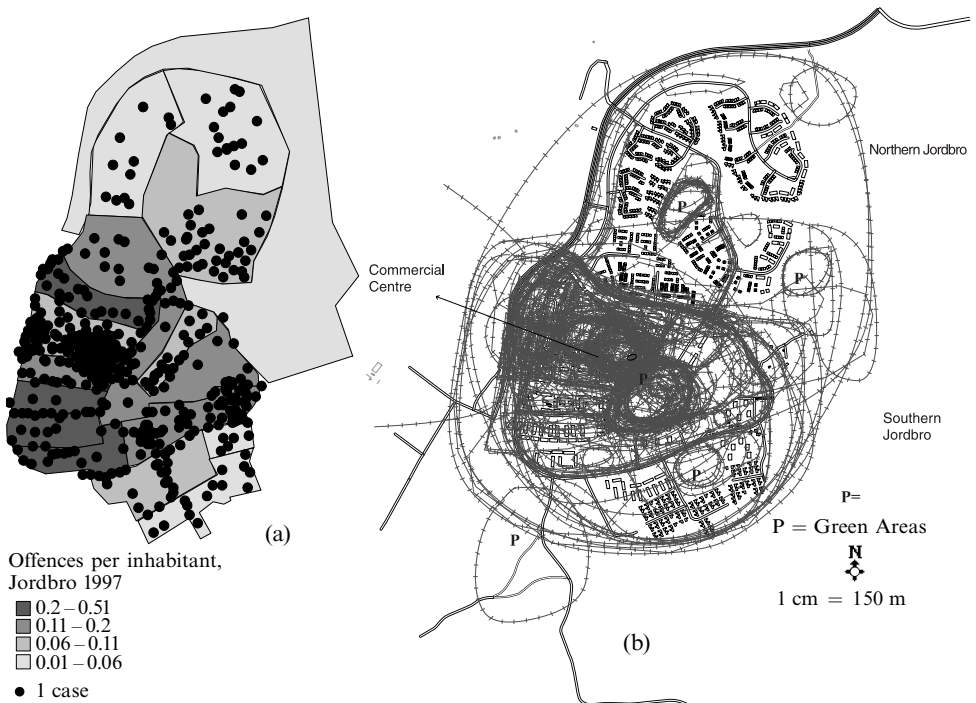 (a)
Offences per inhabitant,
Jordbro 1997
0.2 – 0.51
0.11 – 0.2
0.06 – 0.11
0.01 – 0.06
1 case
Commercial
Centre
Northern Jordbro
P
P
P
Southern
Jordbro
P
P
P=
P = Green Areas
N
1 cm = 150 m
(b)